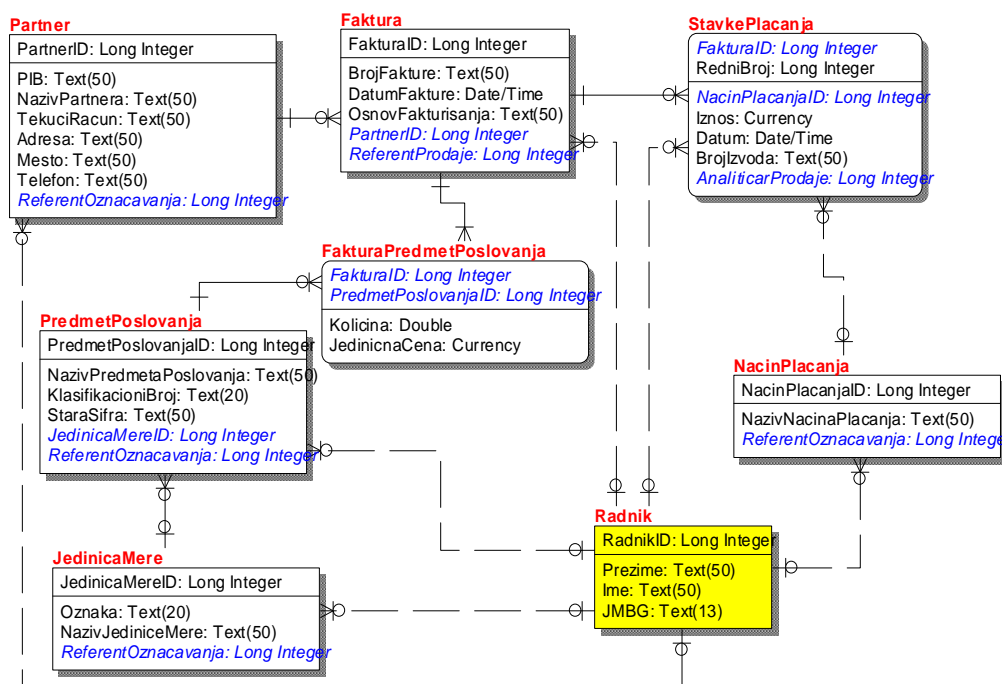 Partner
PartnerID: Long Integer
PIB: Text(50)
NazivPartnera: Text(50)
TekuciRacun: Text(50)
Adresa: Text(50)
Mesto: Text(50)
Telefon: Text(50)
ReferentOznacavanja: Long Integer
Faktura
FakturaID: Long Integer
BrojFakture: Text(50)
DatumFakture: Date/Time
OsnovFakturisanja: Text(50)
PartnerID: Long Integer
ReferentProdaje: Long Integer
StavkePlacanja
FakturaID: Long Integer
RedniBroj: Long Integer
NacinPlacanjaID: Long Integer
Iznos: Currency
Datum: Date/Time
BrojIzvoda: Text(50)
AnaliticarProdaje: Long Integer
FakturaPredmetPoslovanja
FakturaID: Long Integer
PredmetPoslovanjaID: Long Integer
Kolicina: Double
JedinicnaCena: Currency
PredmetPoslovanja
PredmetPoslovanjaID: Long Integer
NazivPredmetaPoslovanja: Text(50)
KlasifikacioniBroj: Text(20)
StaraSifra: Text(50)
JedinicaMereID: Long Integer
ReferentOznacavanja: Long Integer
NacinPlacanja
NacinPlacanjaID: Long Integer
NazivNacinaPlacanja: Text(50)
ReferentOznacavanja: Long Intege
Radnik
RadnikID: Long Integer
Prezime: Text(50)
Ime: Text(50)
JMBG: Text(13)
JedinicaMere
JedinicaMereID: Long Integer
Oznaka: Text(20)
NazivJediniceMere: Text(50)
ReferentOznacavanja: Long Integer